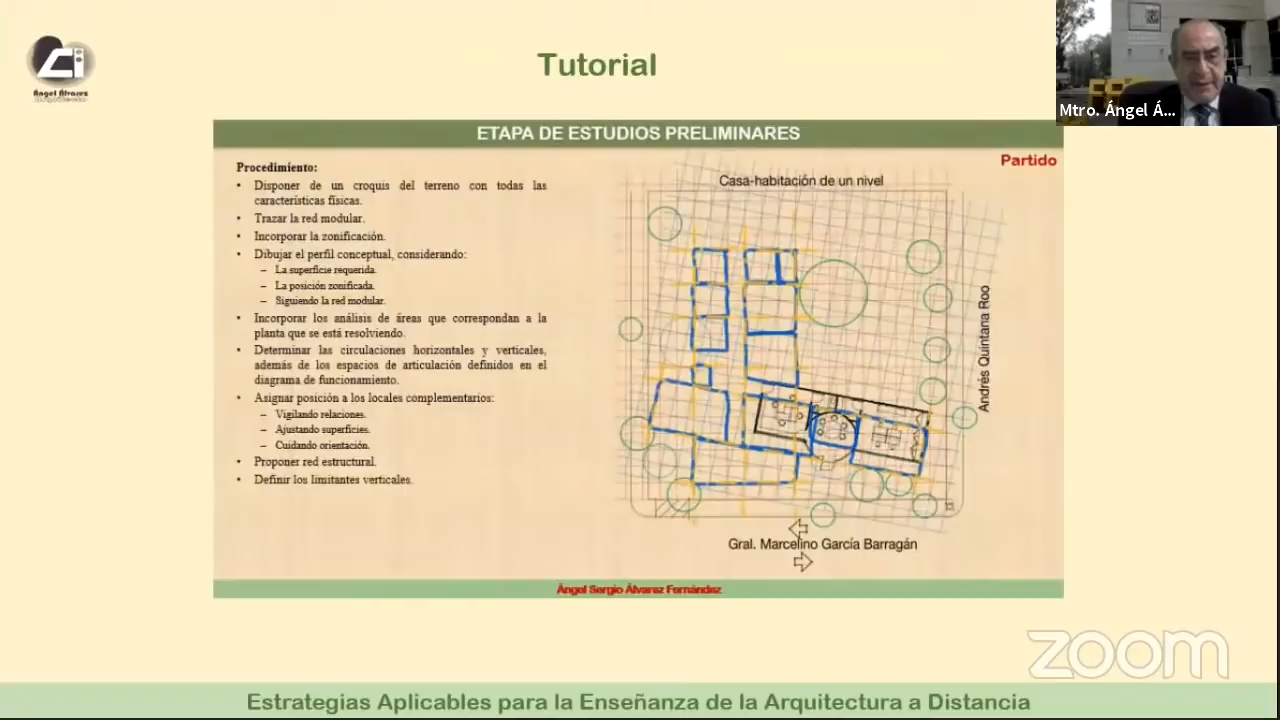 Ángel Álvarez
Arquitecto
Tutorial
Mtro. Ángel Á...
ETAPA DE ESTUDIOS PRELIMINARES
Partido
Procedimiento:
• Disponer de un croquis del terreno con todas las
características físicas.
• Trazar la red modular.
• Incorporar la zonificación.
• Dibujar el perfil conceptual, considerando:
– La superficie requerida.
– La posición zonificada.
– Siguiendo la red modular.
• Incorporar los análisis de áreas que correspondan a la
planta que se está resolviendo.
• Determinar las circulaciones horizontales y verticales,
además de los espacios de articulación definidos en el
diagrama de funcionamiento.
• Asignar posición a los locales complementarios:
– Vigilando relaciones.
– Ajustando superficies.
– Cuidando orientación.
• Proponer red estructural.
• Definir los limitantes verticales.
Casa-habitación de un nivel
Andrés Quintana Roo
Gral. Marcelino García Barragán
Ángel Sergio Álvarez Fernández
zoom
Estrategias Aplicables para la Enseñanza de la Arquitectura a Distancia